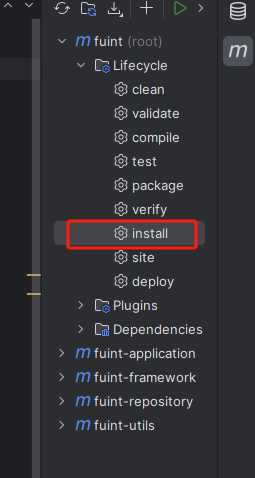 fuint (root)
Lifecycle
clean
validate
compile
test
package
verify
install
site
deploy
Plugins
Dependencies
fuint-application
fuint-framework
fuint-repository
fuint-utils